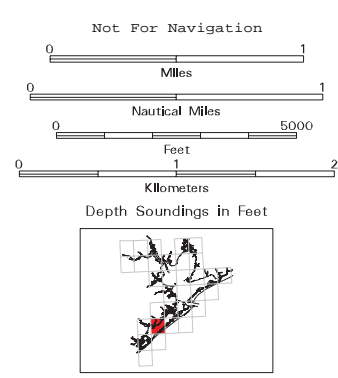 Not For Navigation
0 1
MIles
0 1
Nautical Miles
0 5000
Feet
0 1 2
KIlometers
Depth Soundings in Feet